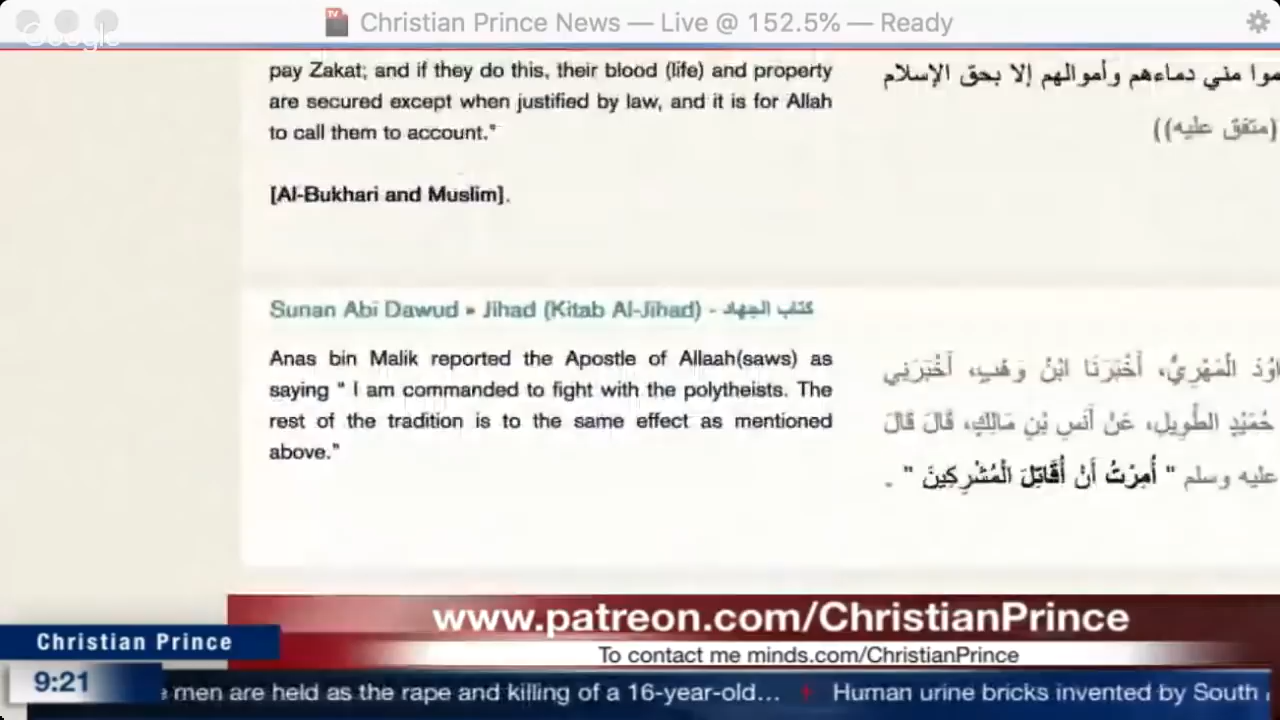 Christian Prince News — Live @ 152.5% — Ready
Google
pay Zakat; and if they do this, their blood (life) and property
are secured except when justified by law, and it is for Allah
to call them to account."
[Al-Bukhari and Muslim].
موا مني دماءهم وأموالهم إلا بحق الإسلام
(متفق عليه))
Sunan Abi Dawud » Jihad (Kitab Al-Jihad) - كتاب الجهاد
Anas bin Malik reported the Apostle of Allaah(saws) as
saying " I am commanded to fight with the polytheists. The
rest of the tradition is to the same effect as mentioned
above."
اوُدَ الْمَهْرِيُّ، أَخْبَرَنَا ابْنُ وَهْبٍ، أَخْبَرَنِي
حُمَيْدٍ الطَّوِيلِ، عَنْ أَنَسِ بْنِ مَالِكٍ، قَالَ قَالَ
عليه وسلم " أُمِرْتُ أَنْ أُقَاتِلَ الْمُشْرِكِينَ " .
www.patreon.com/ChristianPrince
Christian Prince
To contact me minds.com/ChristianPrince
9:21
men are held as the rape and killing of a 16-year-old... Human urine bricks invented by South